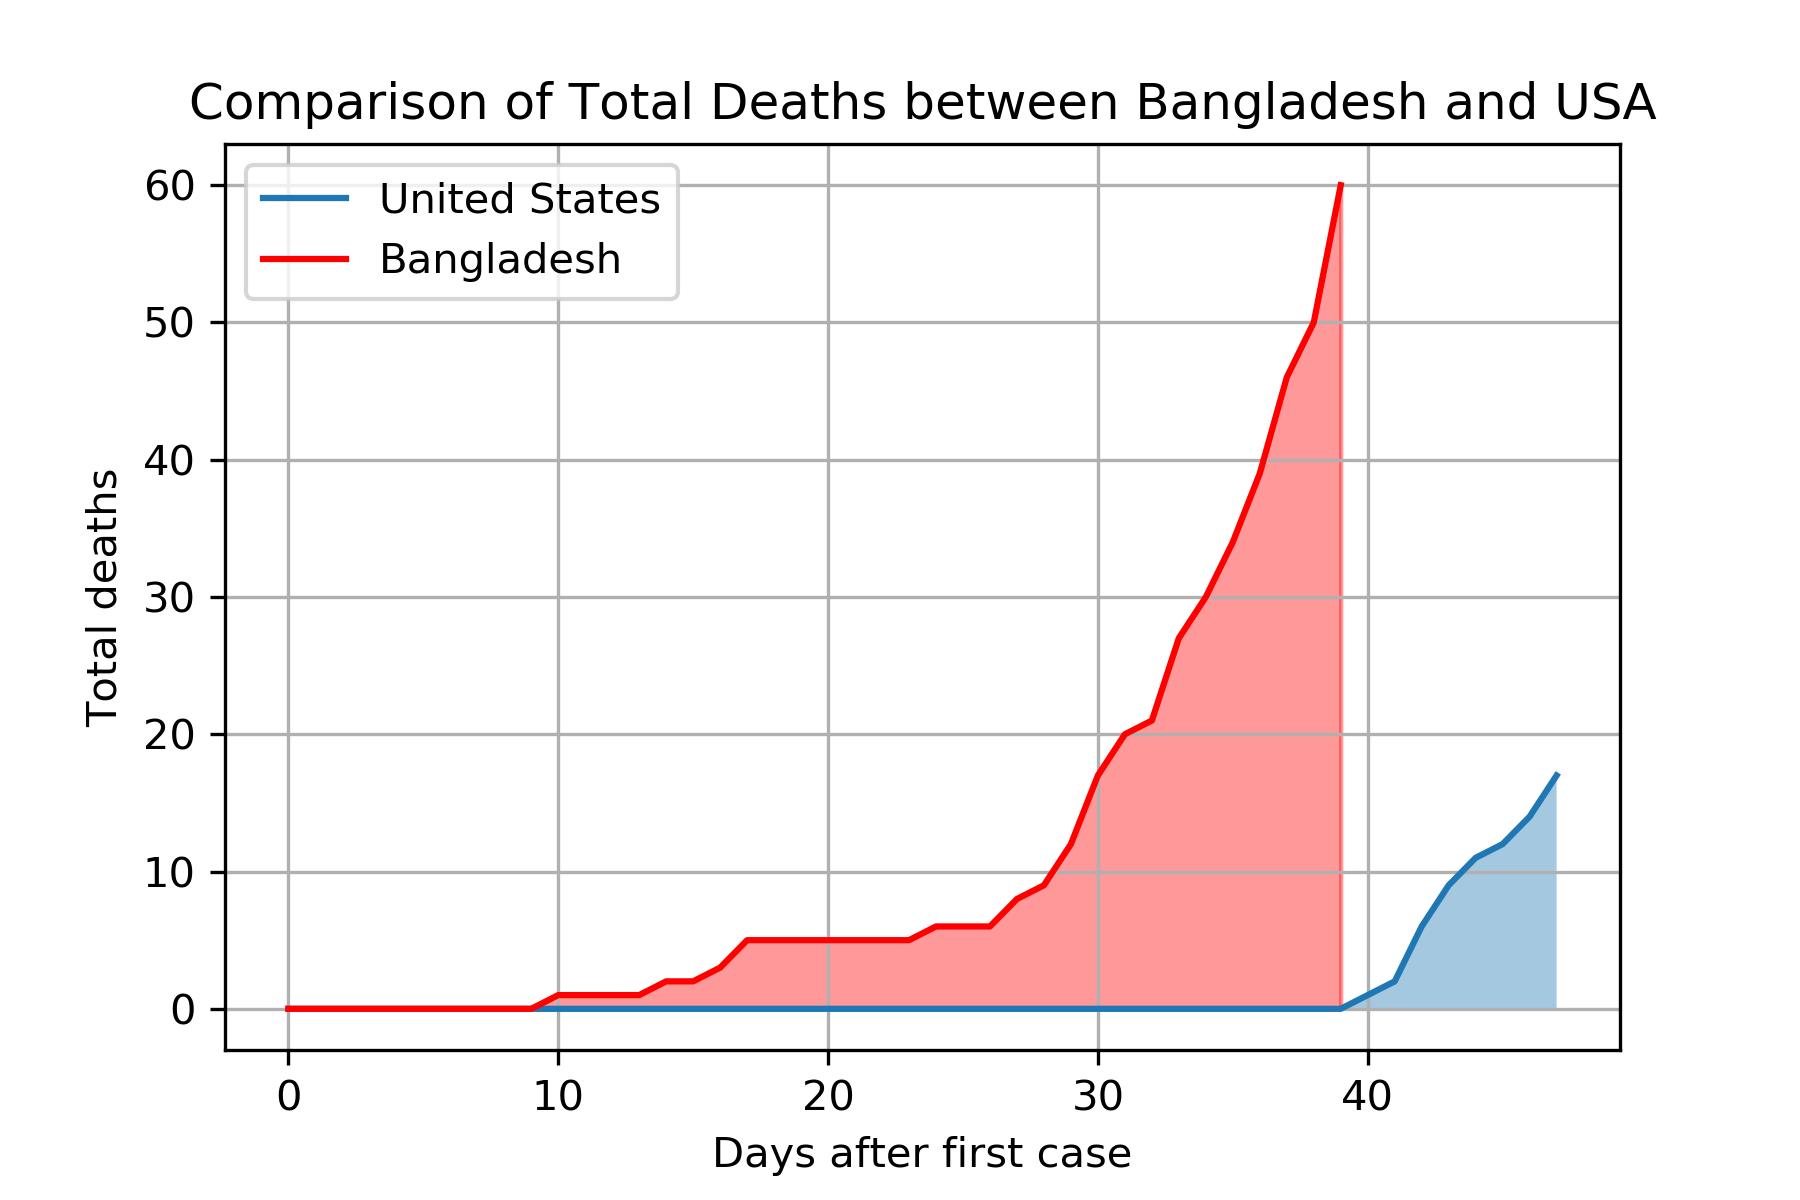 Comparison of Total Deaths between Bangladesh and USA
United States
Bangladesh
60
50
40
30
20
10
0
Total deaths
0 10 20 30 40
Days after first case